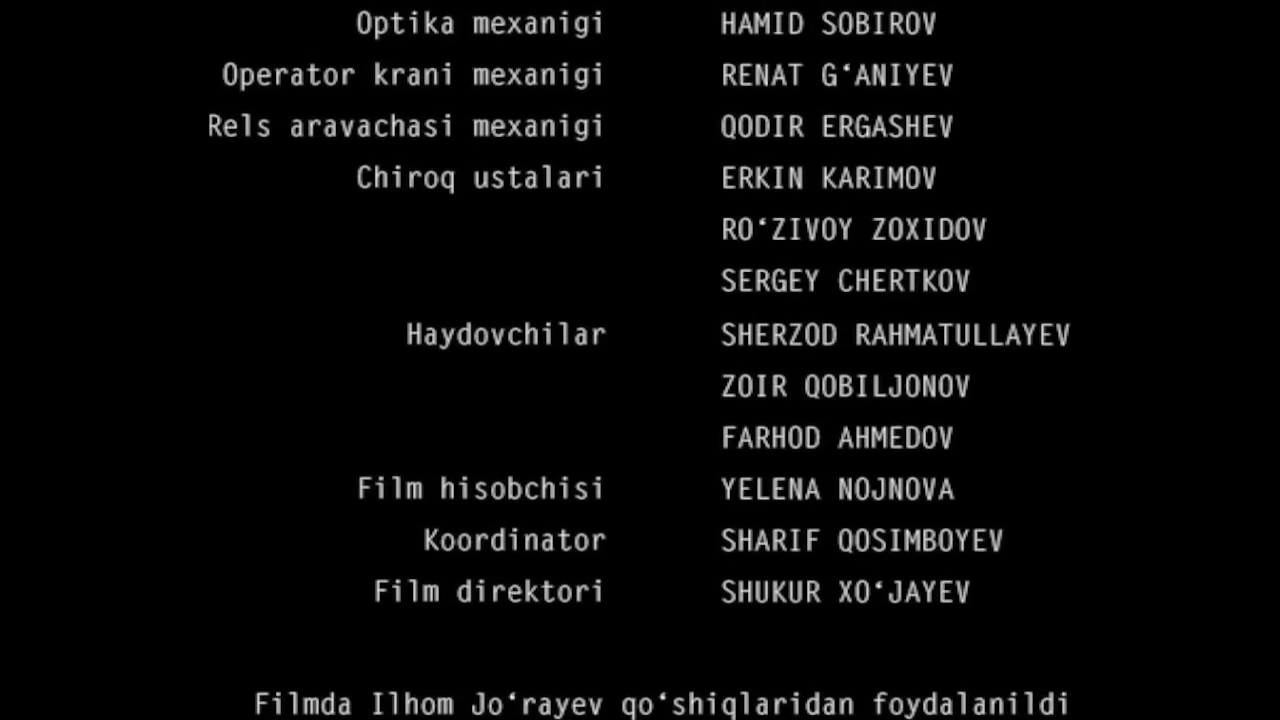 Optika mexanigi HAMID SOBIROV
Operator krani mexanigi RENAT G‘ANIYEV
Rels aravachasi mexanigi QODIR ERGASHEV
Chiroq ustalari ERKIN KARIMOV
RO‘ZIVOY ZOXIDOV
SERGEY CHERTKOV
Haydovchilar SHERZOD RAHMATULLAYEV
ZOIR QOBILJONOV
FARHOD AHMEDOV
Film hisobchisi YELENA NOJNOVA
Koordinator SHARIF QOSIMBOYEV
Film direktori SHUKUR XO‘JAYEV
Filmda Ilhom Jo‘rayev qo‘shiqlaridan foydalanildi